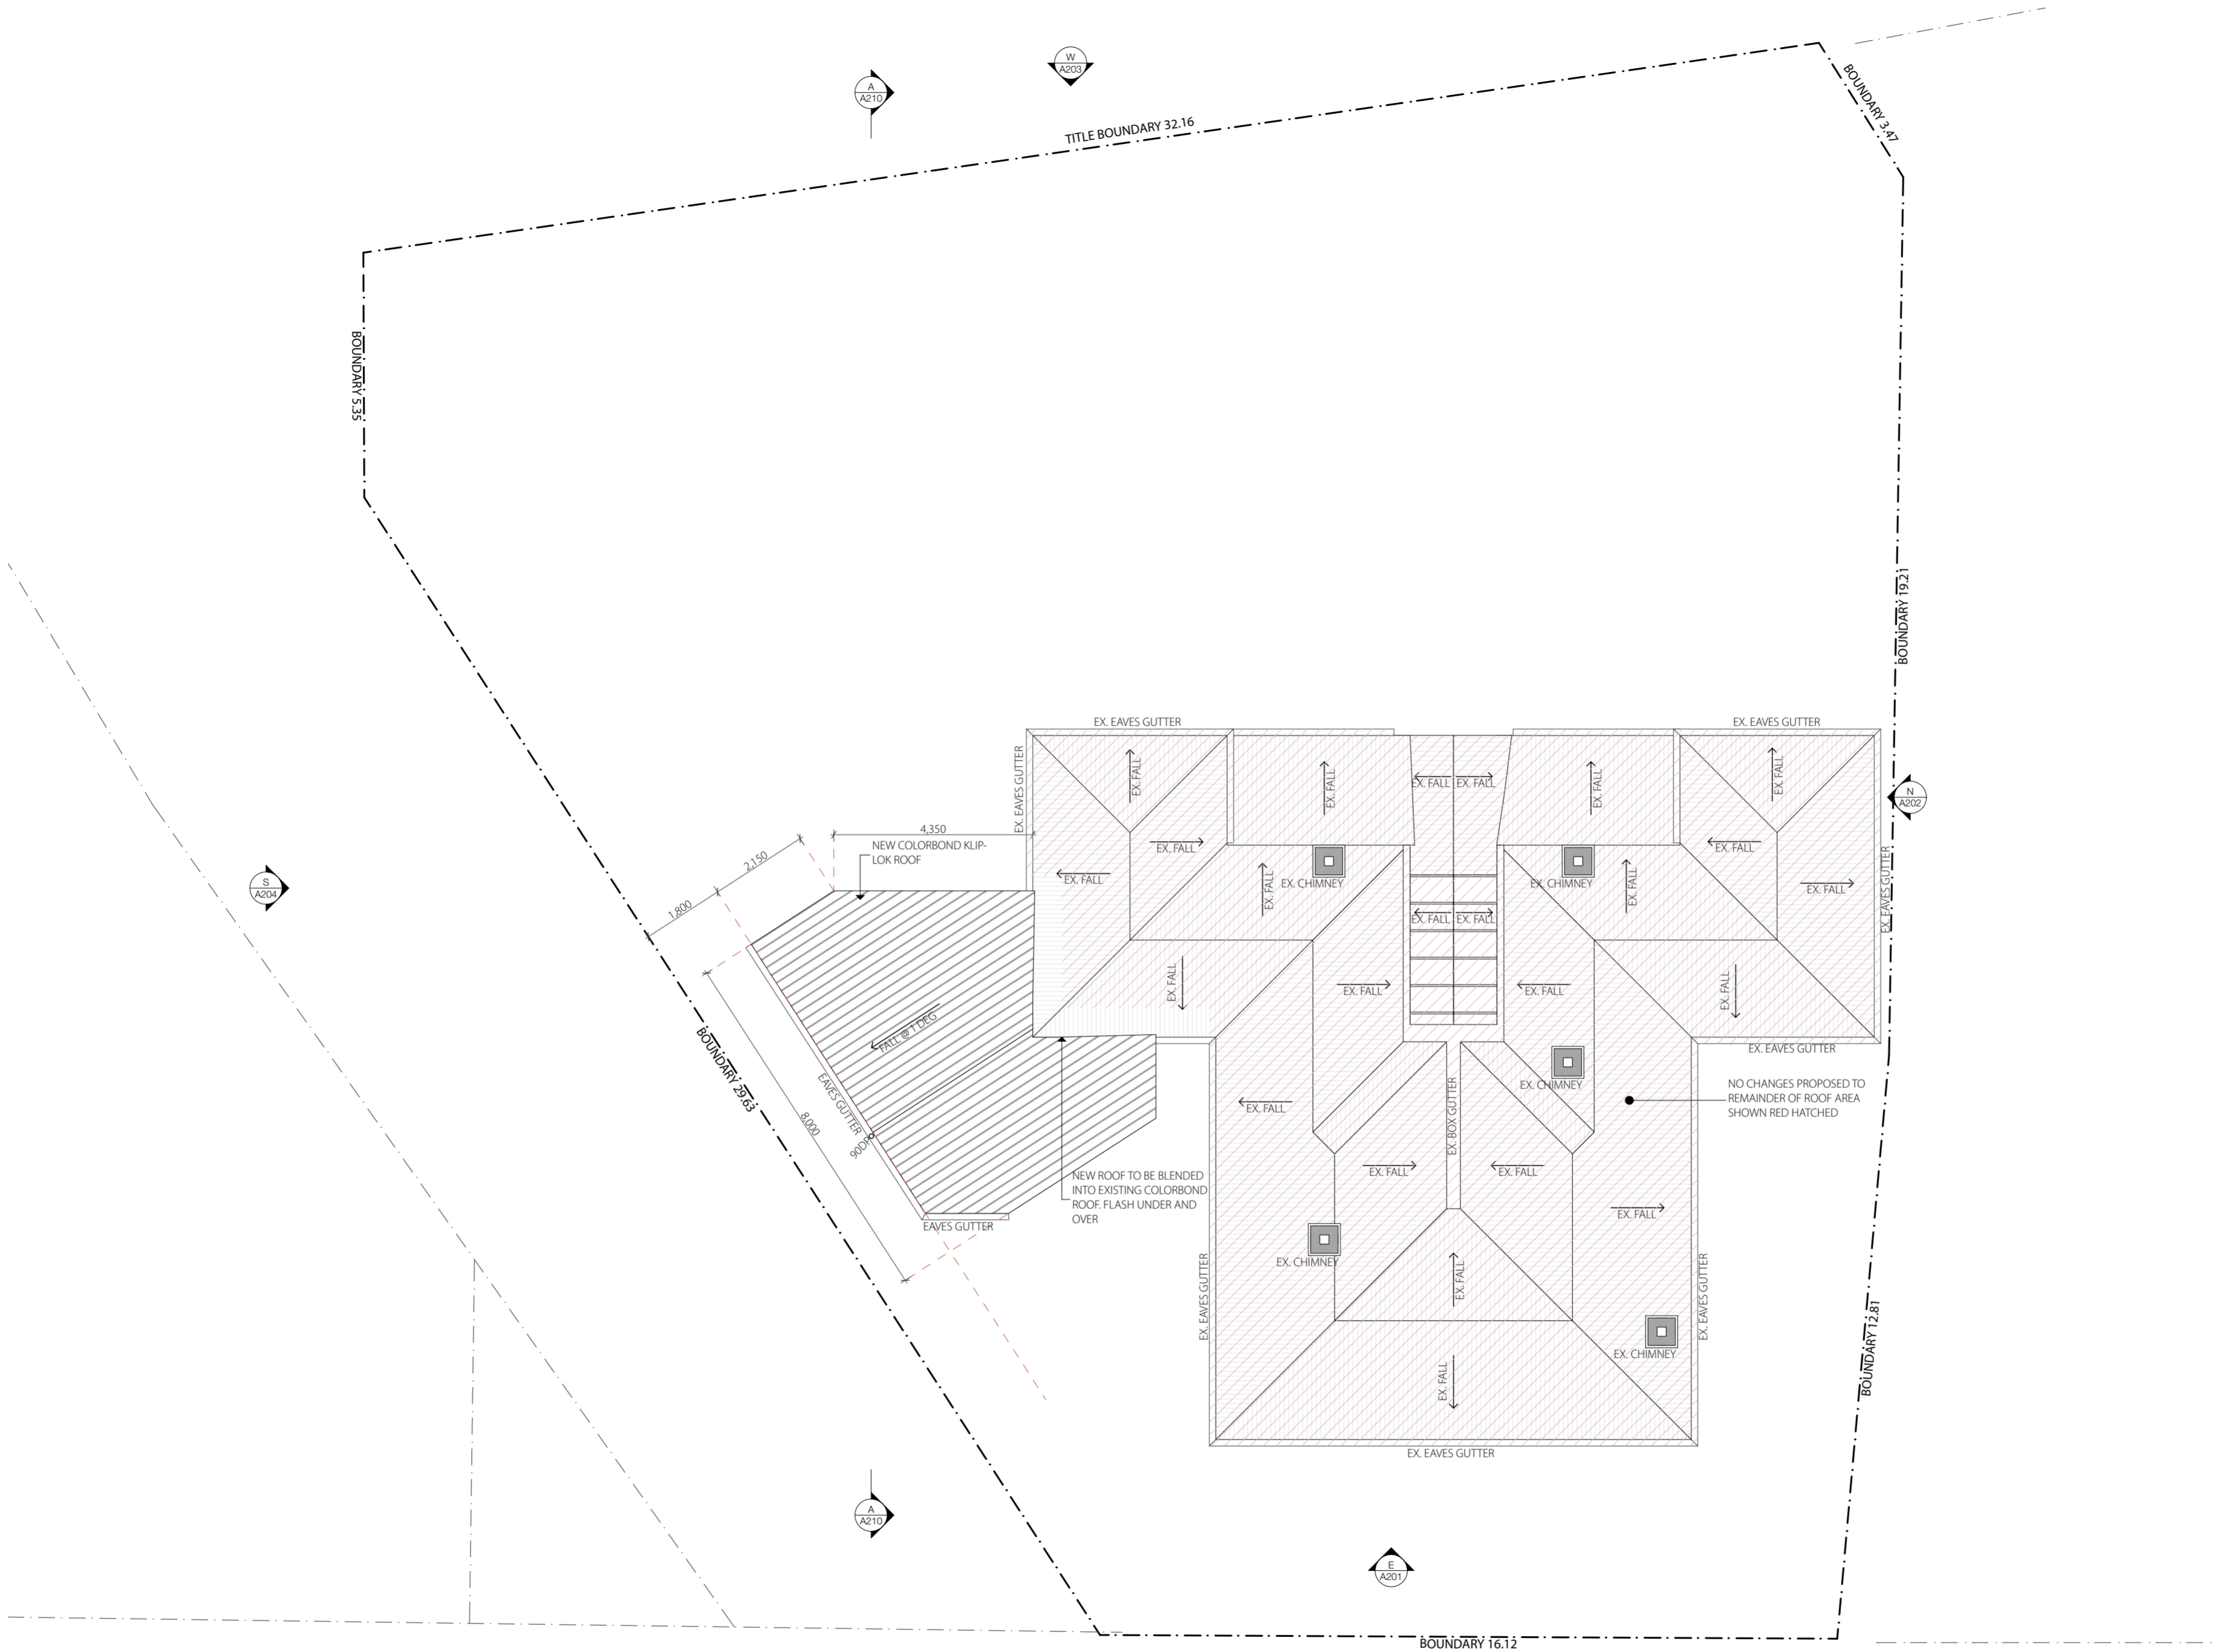 W
A203
A
A210
BOUNDARY 3.47
TITLE BOUNDARY 32.16
BOUNDARY 5.35
BOUNDARY 19.21
EX. EAVES GUTTER
EX. EAVES GUTTER
EX. EAVES GUTTER
EX. FALL
EX. FALL
EX. FALL
EX. FALL
EX. FALL
EX. FALL
N
A202
4,350
NEW COLORBOND KLIP-
LOK ROOF
2,150
1,800
EX. FALL
EX. FALL
EX. FALL
EX. CHIMNEY
EX. FALL
EX. CHIMNEY
EX. FALL
EX. FALL
EX. FALL
EX. EAVES GUTTER
S
A204
EX. FALL
EX. FALL
EX. FALL
EX. FALL
EX. FALL
EX. FALL
FALL @ 1 DEG
EX. EAVES GUTTER
BOUNDARY 29.63
EAVES GUTTER
8,000
90DP
EX. CHIMNEY
NO CHANGES PROPOSED TO
REMAINDER OF ROOF AREA
SHOWN RED HATCHED
EX. FALL
EX. BOX GUTTER
NEW ROOF TO BE BLENDED
INTO EXISTING COLORBOND
ROOF. FLASH UNDER AND
OVER
EX. FALL
EX. FALL
EX. FALL
EAVES GUTTER
EX. CHIMNEY
EX. EAVES GUTTER
EX. FALL
EX. EAVES GUTTER
EX. CHIMNEY
BOUNDARY 12.81
EX. FALL
EX. EAVES GUTTER
A
A210
E
A201
BOUNDARY 16.12